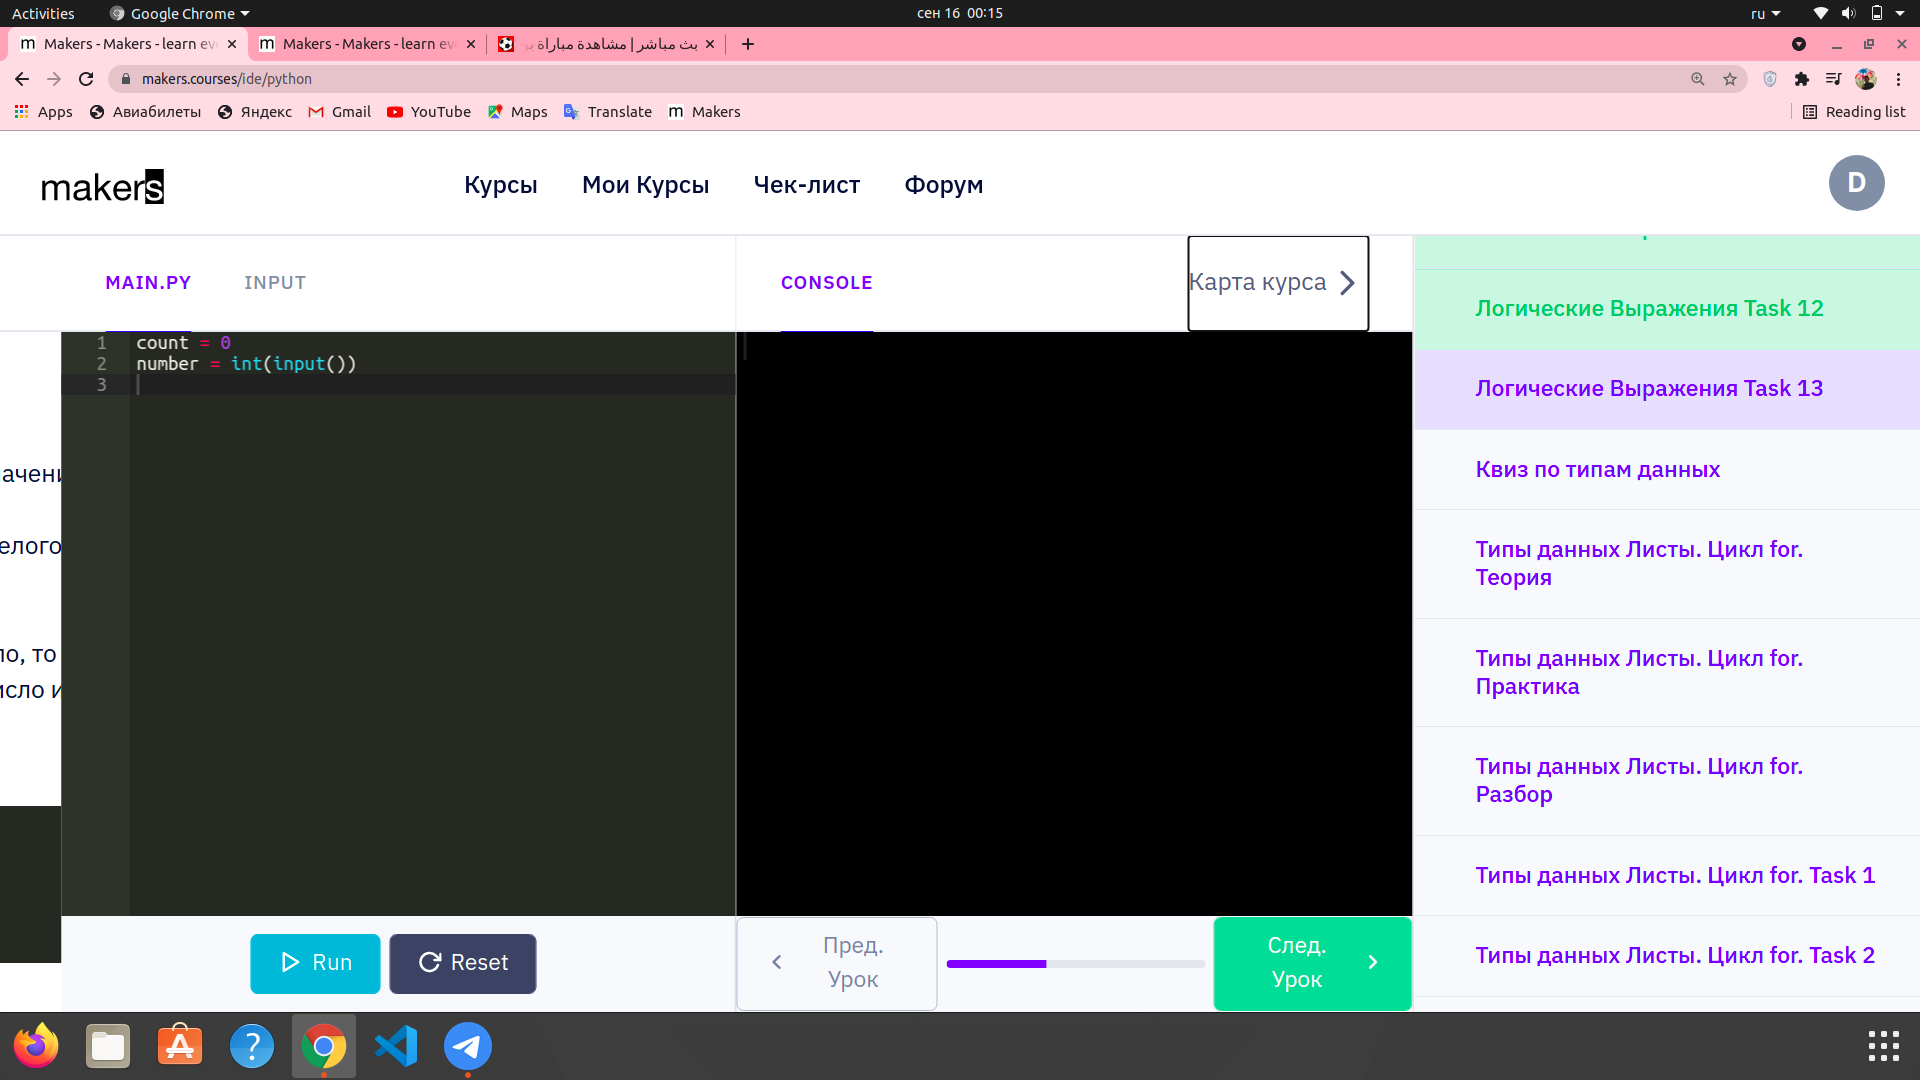 Activities
Google Chrome
сен 16 00:15
ru
Makers - Makers - learn eve
Makers - Makers - learn eve
بث مباشر | مشاهدة مباراة
makers.courses/ide/python
Apps
Авиабилеты
Яндекс
Gmail
YouTube
Maps
Translate
Makers
Reading list
makers
Курсы
Мои Курсы
Чек-лист
Форум
D
MAIN.PY
INPUT
CONSOLE
Карта курса
1 count = 0
2 number = int(input())
3
ло, то
Run
Reset
Пред. Урок
След. Урок
Логические Выражения Task 12
Логические Выражения Task 13
Квиз по типам данных
Типы данных Листы. Цикл for.
Теория
Типы данных Листы. Цикл for.
Практика
Типы данных Листы. Цикл for.
Разбор
Типы данных Листы. Цикл for. Task 1
Типы данных Листы. Цикл for. Task 2